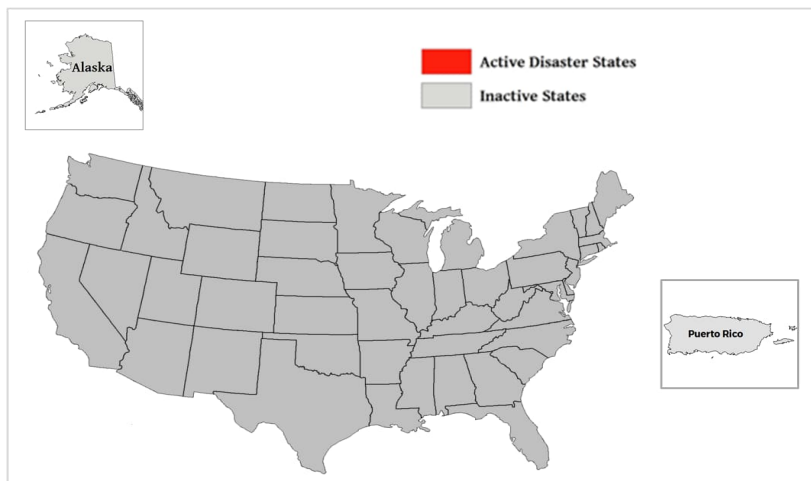 Alaska
Active Disaster States
Inactive States
Puerto Rico